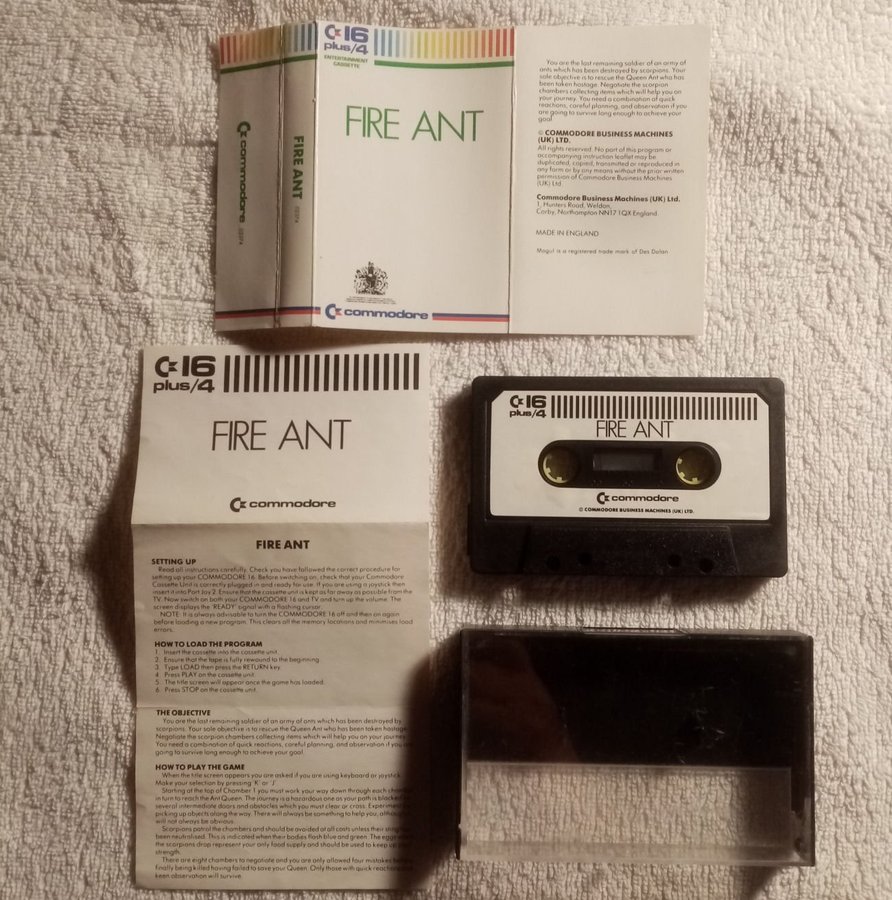 C=16
plus/4
ENTERTAINMENT
CASSETTE
FIRE ANT
commodore
FIRE ANT
commodore
You are the last remaining soldier of an army of
ants which has been destroyed by scorpions. Your
sole objective is to rescue the Queen Ant who has
been taken hostage. Negotiate the scorpion
chambers collecting items which will help you on
your journey. You need a combination of quick
reactions, careful planning, and observation if you
are going to survive long enough to achieve your
goal.
© COMMODORE BUSINESS MACHINES
(UK) LTD.
All rights reserved. No part of this program or
accompanying instruction leaflet may be
duplicated, copied, transmitted or reproduced in
any form or by any means without the prior written
permission of Commodore Business Machines
(UK) Ltd.
Commodore Business Machines (UK) Ltd.
1, Hunters Road, Weldon,
Corby, Northampton NN17 1QX England.
MADE IN ENGLAND
Mogul is a registered trade mark of Des Dolan
C=16
plus/4
FIRE ANT
commodore
FIRE ANT
SETTING UP
Read all instructions carefully. Check you have followed the correct procedure for
setting up your COMMODORE 16. Before switching on, check that your Commodore
Cassette Unit is correctly plugged in and ready for use. If you are using a joystick then
insert it into Port Joy 2. Ensure that the cassette unit is kept as far away as possible from the
TV. Now switch on both your COMMODORE 16 and TV and turn up the volume. The
screen displays the 'READY' signal with a flashing cursor.
NOTE: It is always advisable to turn the COMMODORE 16 off and then on again
before loading a new program. This clears all the memory locations and minimises load
errors.
HOW TO LOAD THE PROGRAM
1. Insert the cassette into the cassette unit.
2. Ensure that the tape is fully rewound to the beginning.
3. Type LOAD then press the RETURN key.
4. Press PLAY on the cassette unit.
5. The title screen will appear once the game has loaded.
6. Press STOP on the cassette unit.
THE OBJECTIVE
You are the last remaining soldier of an army of ants which has been destroyed by
scorpions. Your sole objective is to rescue the Queen Ant who has been taken hostage.
Negotiate the scorpion chambers collecting items which will help you on your journey.
You need a combination of quick reactions, careful planning, and observation if you are
going to survive long enough to achieve your goal.
HOW TO PLAY THE GAME
When the title screen appears you are asked if you are using keyboard or joystick.
Make your selection by pressing 'K' or 'J'.
Starting at the top of Chamber 1 you must work your way down through each
in turn to reach the Ant Queen. The journey is a hazardous one as your path is blocked
several intermediate doors and obstacles which you must clear or cross. Experiment
picking up objects along the way. There will always be something to help you,
will not always be obvious.
Scorpions patrol the chambers and should be avoided at all costs unless their
been neutralised. This is indicated when their bodies flash blue and green. The
the scorpions drop represent your only food supply and should be used to keep up
strength.
There are eight chambers to negotiate and you are only allowed four mistakes
finally being killed having failed to save your Queen. Only those with quick
keen observation will survive.
C=16
plus/4
FIRE ANT
commodore
© COMMODORE BUSINESS MACHINES (UK) LTD.